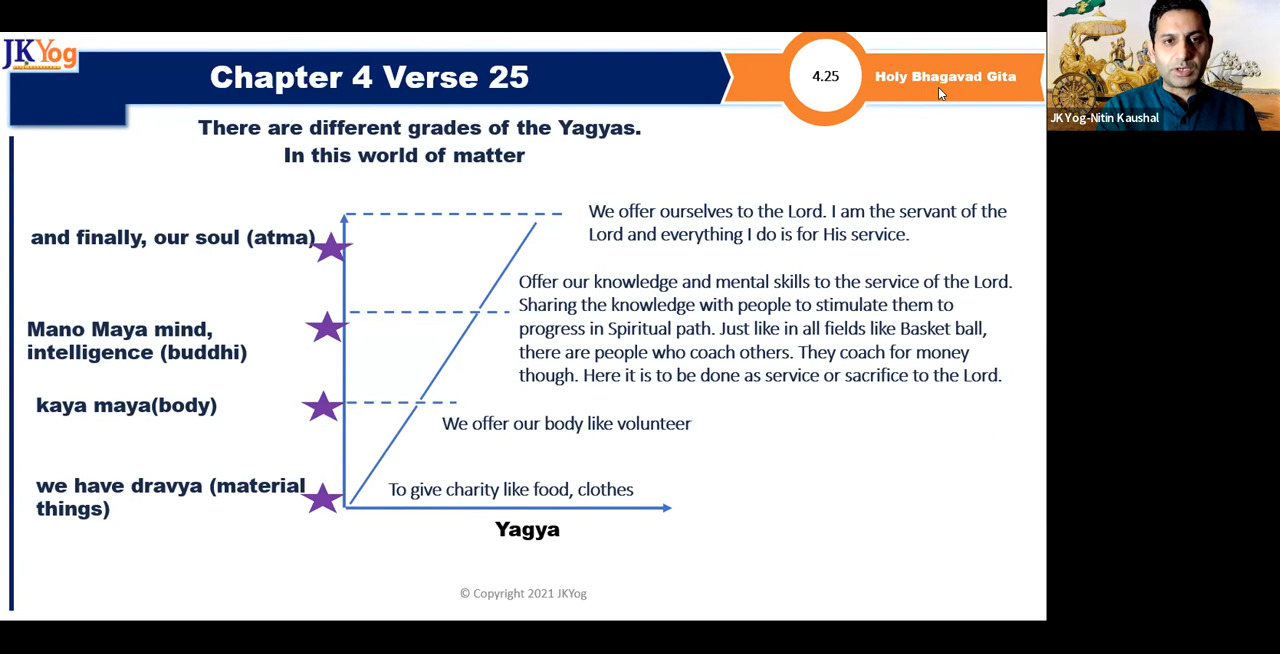 JKYog
Chapter 4 Verse 25
4.25
Holy Bhagavad Gita
JKYog-Nitin Kaushal
There are different grades of the Yagyas.
In this world of matter
and finally, our soul (atma)
We offer ourselves to the Lord. I am the servant of the
Lord and everything I do is for His service.
Mano Maya mind,
intelligence (buddhi)
Offer our knowledge and mental skills to the service of the Lord.
Sharing the knowledge with people to stimulate them to
progress in Spiritual path. Just like in all fields like Basket ball,
there are people who coach others. They coach for money
though. Here it is to be done as service or sacrifice to the Lord.
kaya maya(body)
We offer our body like volunteer
we have dravya (material
things)
To give charity like food, clothes
Yagya
© Copyright 2021 JKYog